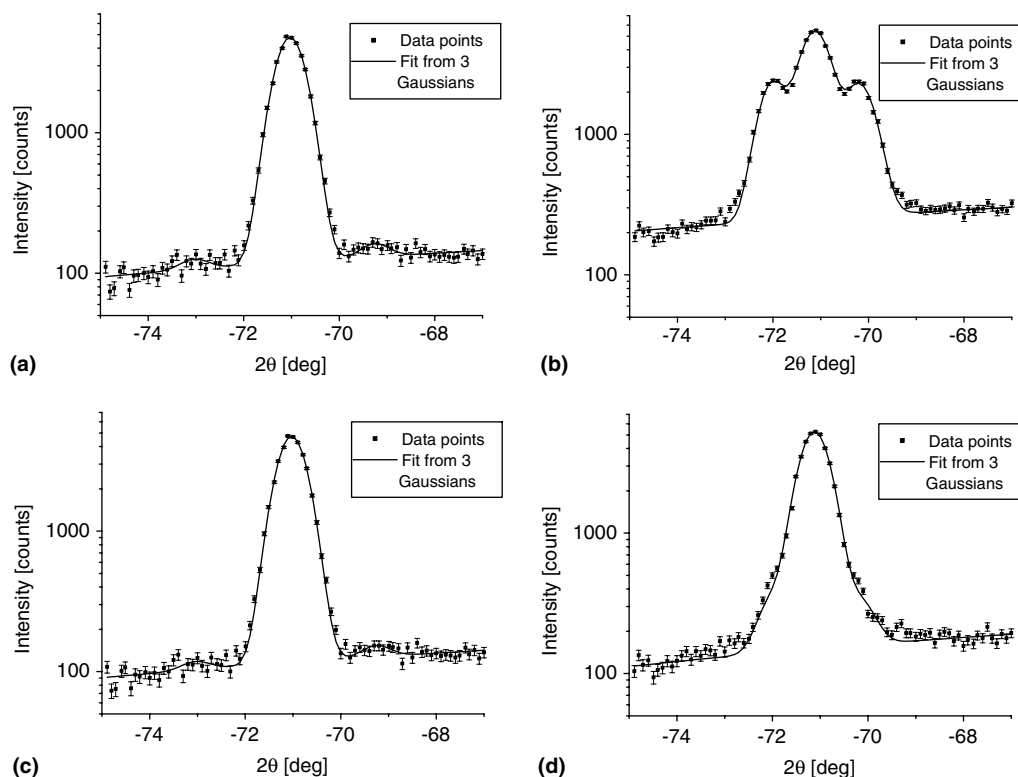 Data points
Fit from 3
Gaussians
Intensity [counts]
1000
100
-74
-72
-70
-68
2θ [deg]
(a)
Data points
Fit from 3
Gaussians
Intensity [counts]
1000
100
-74
-72
-70
-68
2θ [deg]
(b)
Data points
Fit from 3
Gaussians
Intensity [counts]
1000
100
-74
-72
-70
-68
2θ [deg]
(c)
Data points
Fit from 3
Gaussians
Intensity [counts]
1000
100
-74
-72
-70
-68
2θ [deg]
(d)